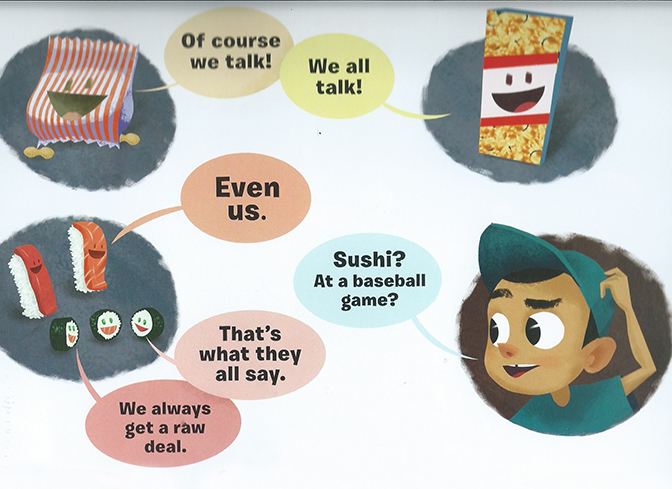 Of course
we talk!
We all
talk!
Even
us.
Sushi?
At a baseball
game?
That's
what they
all say.
We always
get a raw
deal.